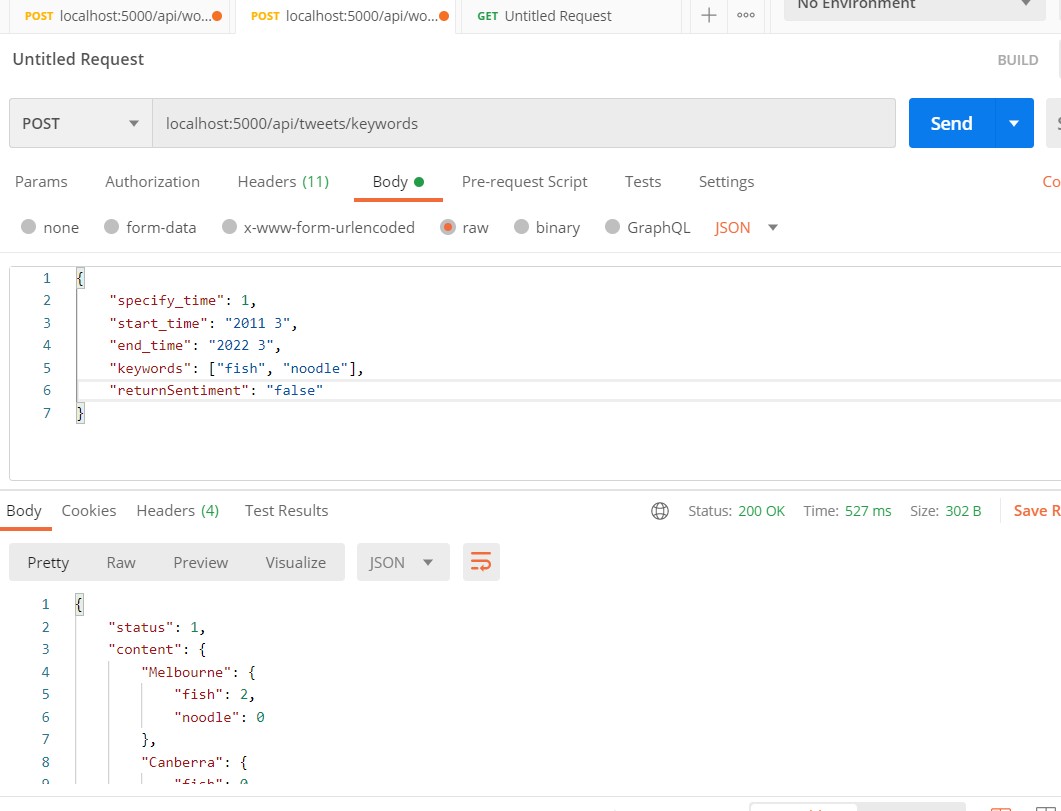 POST localhost:5000/api/wo... POST localhost:5000/api/wo... GET Untitled Request + ooo No Environment
Untitled Request BUILD
POST localhost:5000/api/tweets/keywords Send
Params Authorization Headers (11) Body Pre-request Script Tests Settings Co
none form-data x-www-form-urlencoded raw binary GraphQL JSON
1 {
2 "specify_time": 1,
3 "start_time": "2011 3",
4 "end_time": "2022 3",
5 "keywords": ["fish", "noodle"],
6 "returnSentiment": "false"
7 }
Body Cookies Headers (4) Test Results Status: 200 OK Time: 527 ms Size: 302 B Save R
Pretty Raw Preview Visualize JSON
1 {
2 "status": 1,
3 "content": {
4 "Melbourne": {
5 "fish": 2,
6 "noodle": 0
7 },
8 "Canberra": {
9 "fish": 0